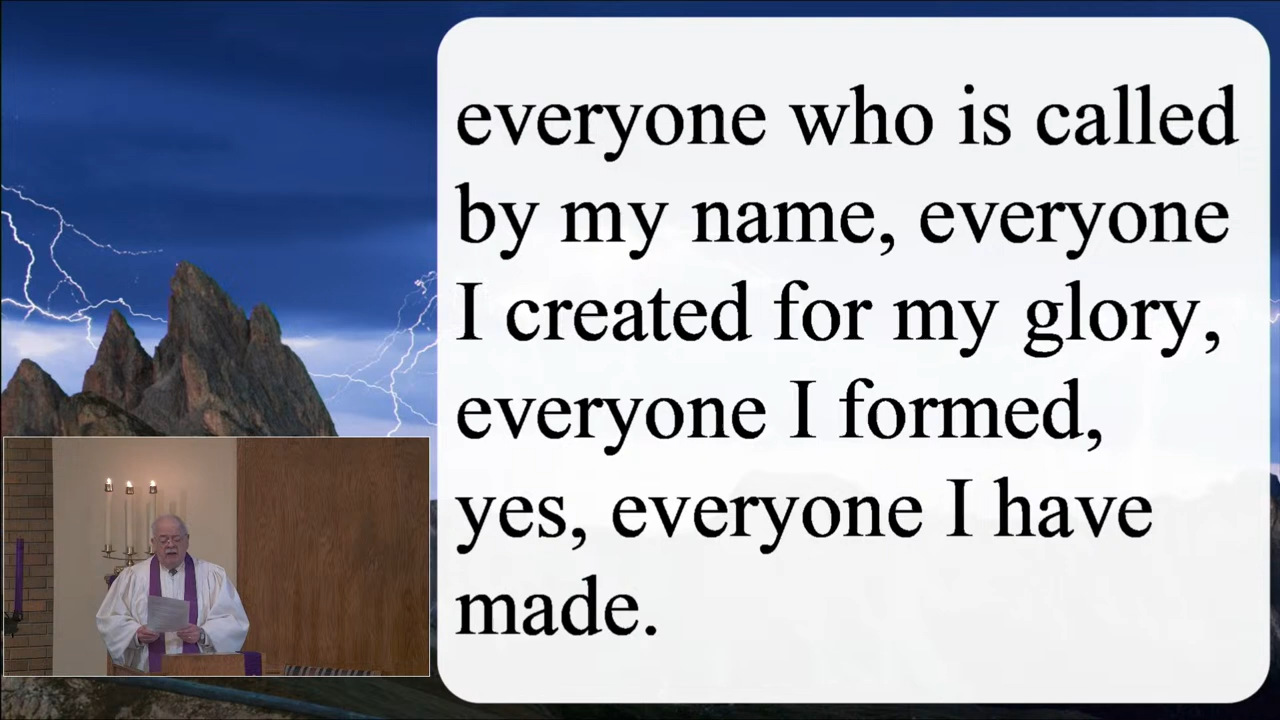 everyone who is called
by my name, everyone
I created for my glory,
everyone I formed,
yes, everyone I have
made.